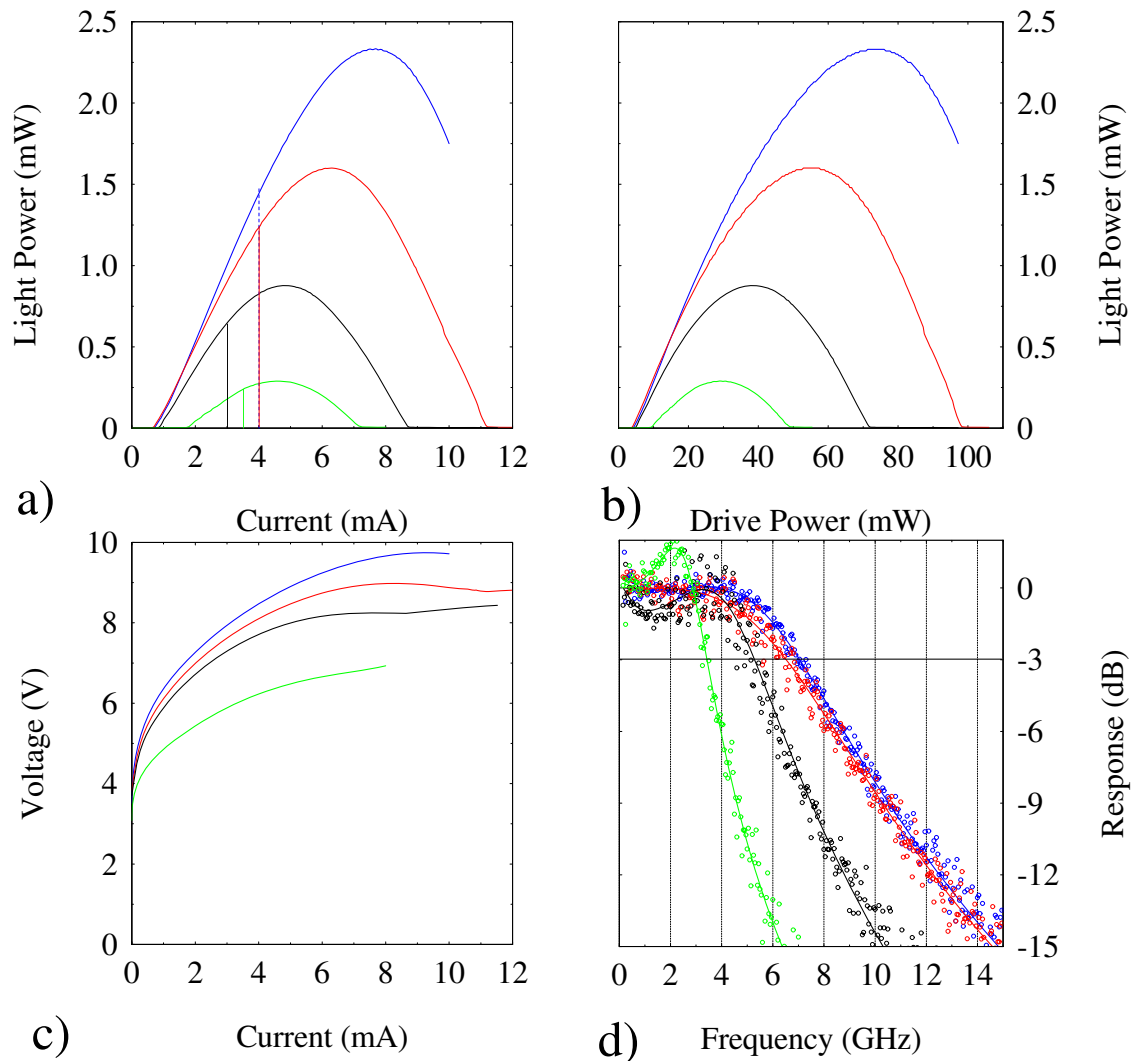 2.5
2.0
1.5
1.0
0.5
0
Light Power (mW)
0 2 4 6 8 10 12
a)
Current (mA)
2.5
2.0
1.5
1.0
0.5
0
Light Power (mW)
0 20 40 60 80 100
b)
Drive Power (mW)
10
8
6
4
2
0
Voltage (V)
0 2 4 6 8 10 12
c)
Current (mA)
0
-3
-6
-9
-12
-15
Response (dB)
0 2 4 6 8 10 12 14
d)
Frequency (GHz)